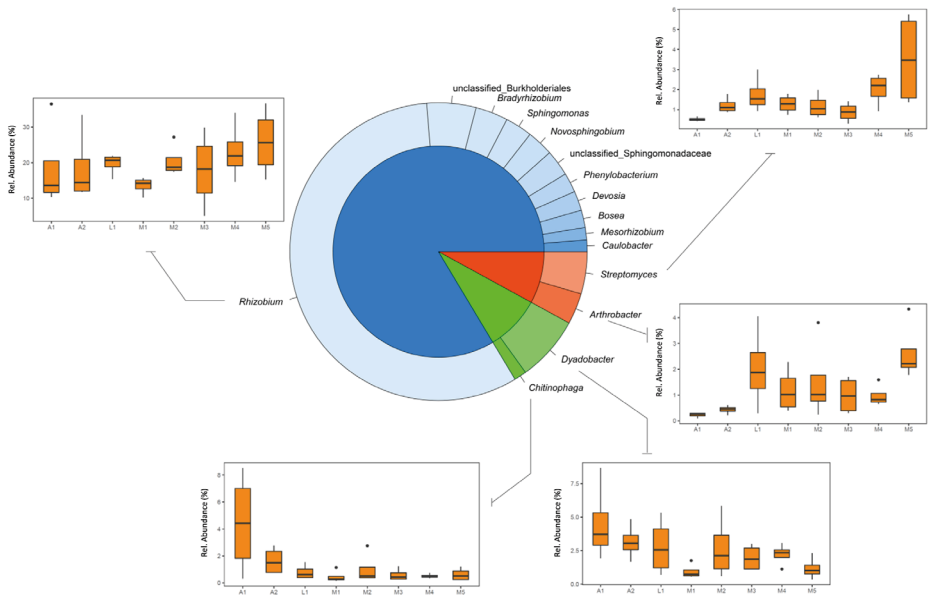 6
5
4
3
2
1
Rel. Abundance (%)
A1 A2 L1 M1 M2 M3 M4 M5
unclassified_Burkholderiales
Bradyrhizobium
Sphingomonas
Novosphingobium
unclassified_Sphingomonadaceae
Phenylobacterium
Devosia
Bosea
Mesorhizobium
Caulobacter
Streptomyces
Arthrobacter
Dyadobacter
Chitinophaga
Rhizobium
30
20
10
Rel. Abundance (%)
A1 A2 L1 M1 M2 M3 M4 M5
4
3
2
1
0
Rel. Abundance (%)
A1 A2 L1 M1 M2 M3 M4 M5
8
6
4
2
0
Rel. Abundance (%)
A1 A2 L1 M1 M2 M3 M4 M5
7.5
5.0
2.5
0.0
Rel. Abundance (%)
A1 A2 L1 M1 M2 M3 M4 M5